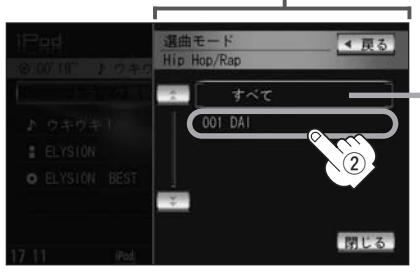 iPod
選曲モード
◀ 戻る
Hip Hop/Rap
00'18" ♪ ウキウ
すべて
♪ ウキウキ!
001 DAI
②
ELYSION
ELYSION BEST
閉じる
17 11
iPod